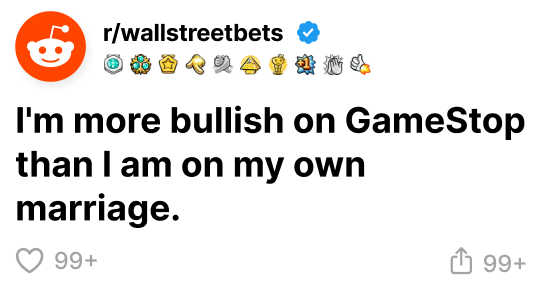 r/wallstreetbets
I'm more bullish on GameStop
than I am on my own
marriage.
99+ 99+